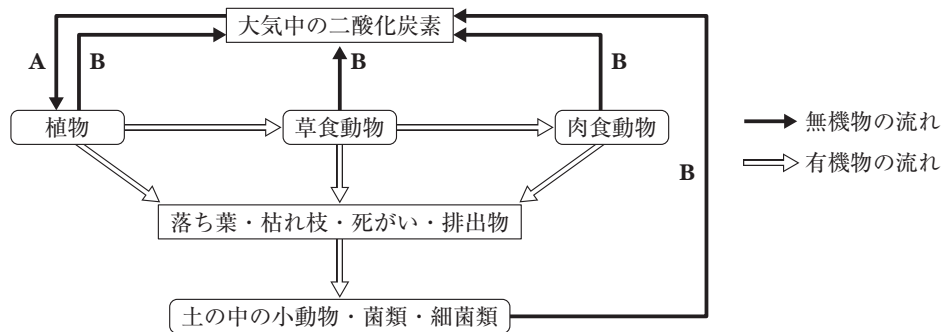 大気中の二酸化炭素
A
B
B
B
植物
草食動物
肉食動物
無機物の流れ
有機物の流れ
B
落ち葉・枯れ枝・死がい・排出物
土の中の小動物・菌類・細菌類